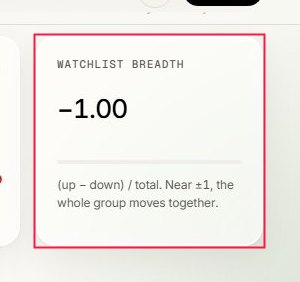 WATCHLIST BREADTH
−1.00
(up − down) / total. Near ±1, the
whole group moves together.